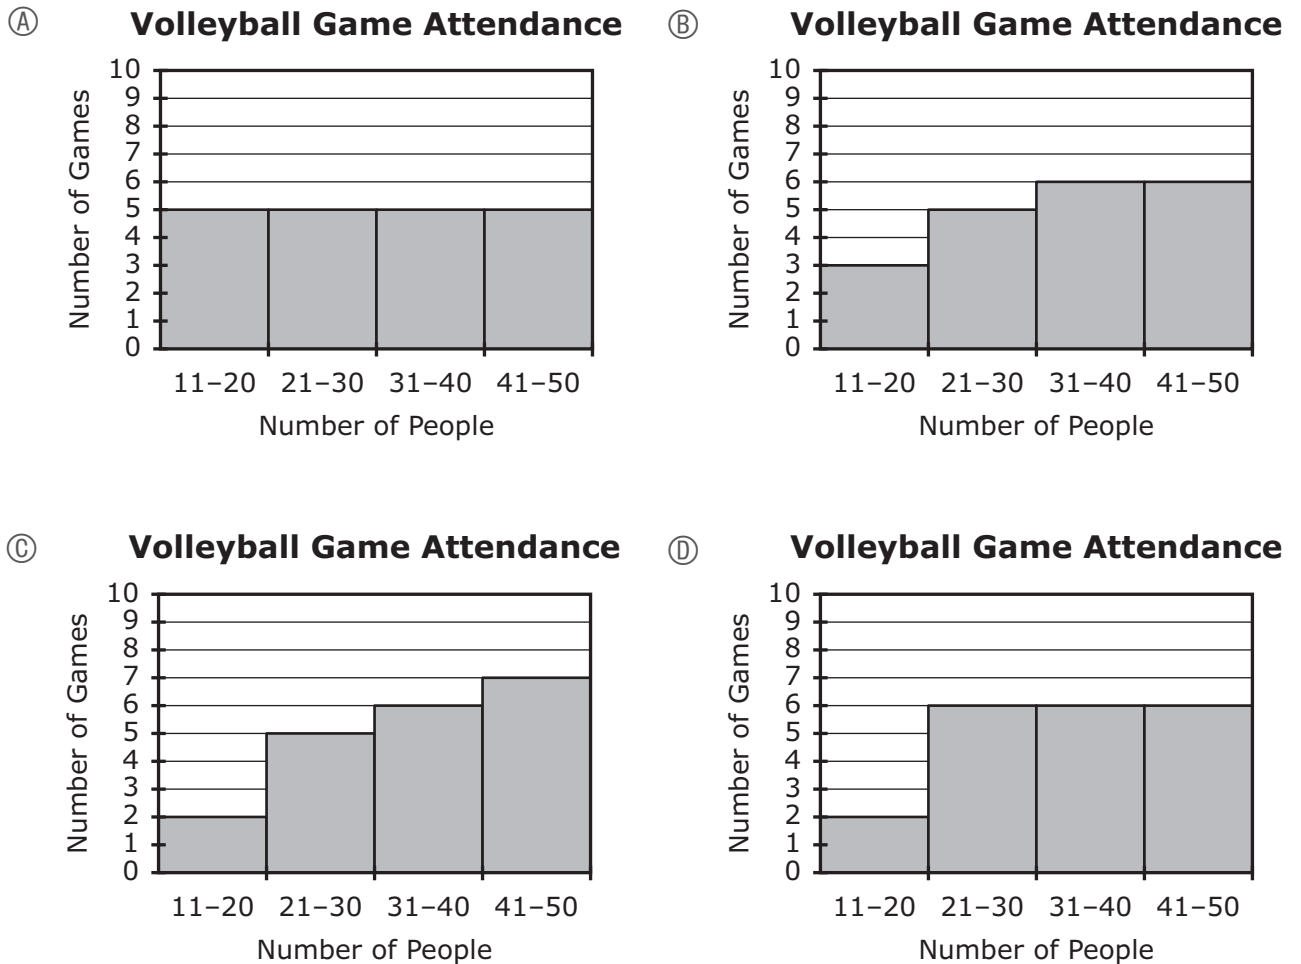 Ⓐ Volleyball Game Attendance
10
9
8
7
6
5
4
3
2
1
0
Number of Games
11–20 21–30 31–40 41–50
Number of People
Ⓑ Volleyball Game Attendance
10
9
8
7
6
5
4
3
2
1
0
Number of Games
11–20 21–30 31–40 41–50
Number of People
Ⓒ Volleyball Game Attendance
10
9
8
7
6
5
4
3
2
1
0
Number of Games
11–20 21–30 31–40 41–50
Number of People
Ⓓ Volleyball Game Attendance
10
9
8
7
6
5
4
3
2
1
0
Number of Games
11–20 21–30 31–40 41–50
Number of People